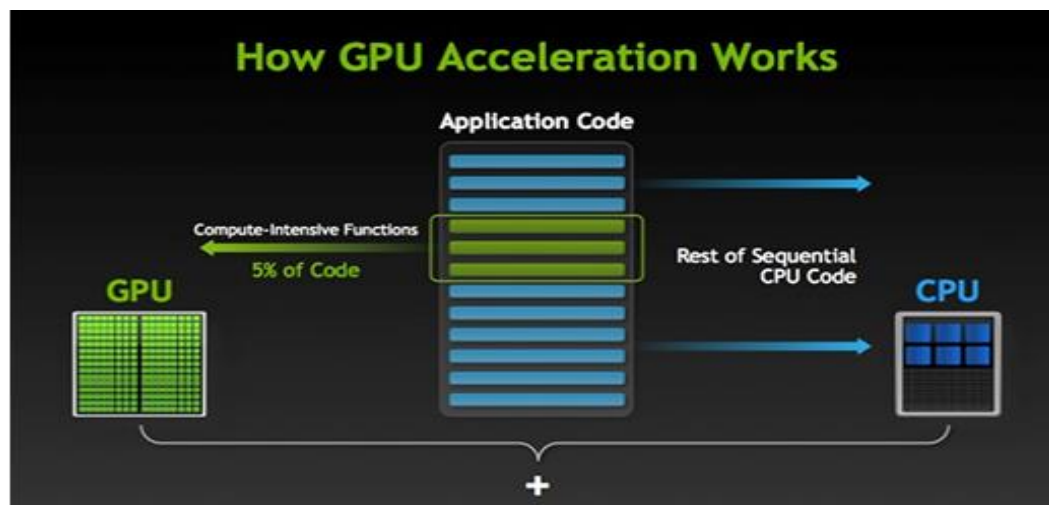 How GPU Acceleration Works
Application Code
Compute-Intensive Functions
5% of Code
Rest of Sequential
CPU Code
GPU
CPU
+